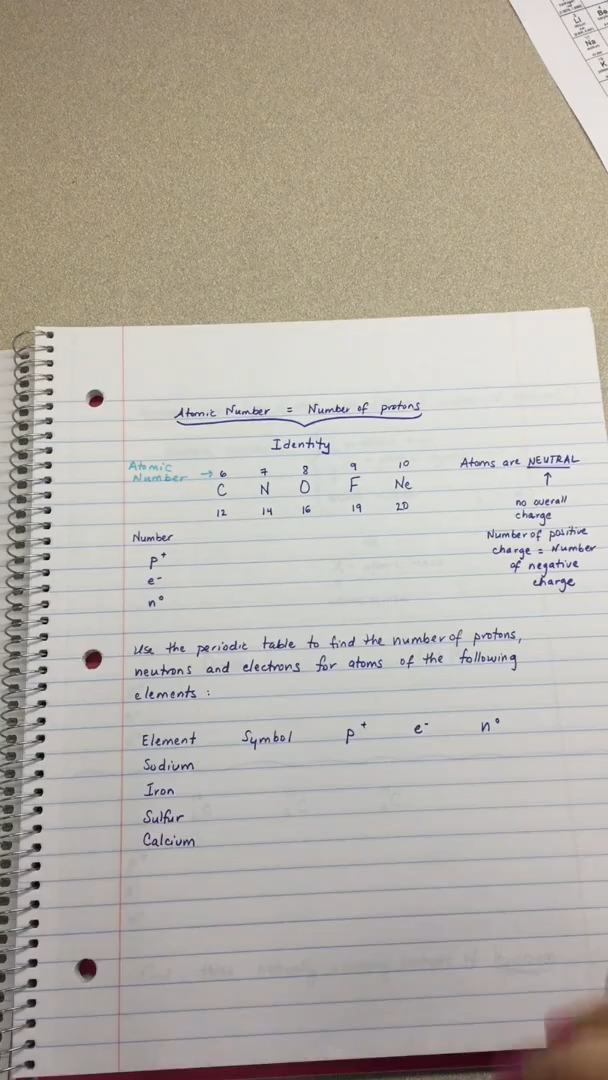 Li
Be
Na
K
Atomic Number = Number of protons
Identity
Atomic Number → 6 7 8 9 10
C N O F Ne
12 14 16 19 20
Atoms are NEUTRAL
↑
no overall
charge
Number of positive
charge = Number
of negative
charge
Number
p⁺
e⁻
n°
Use the periodic table to find the number of protons,
neutrons and electrons for atoms of the following
elements :
Element Symbol p⁺ e⁻ n°
Sodium
Iron
Sulfur
Calcium